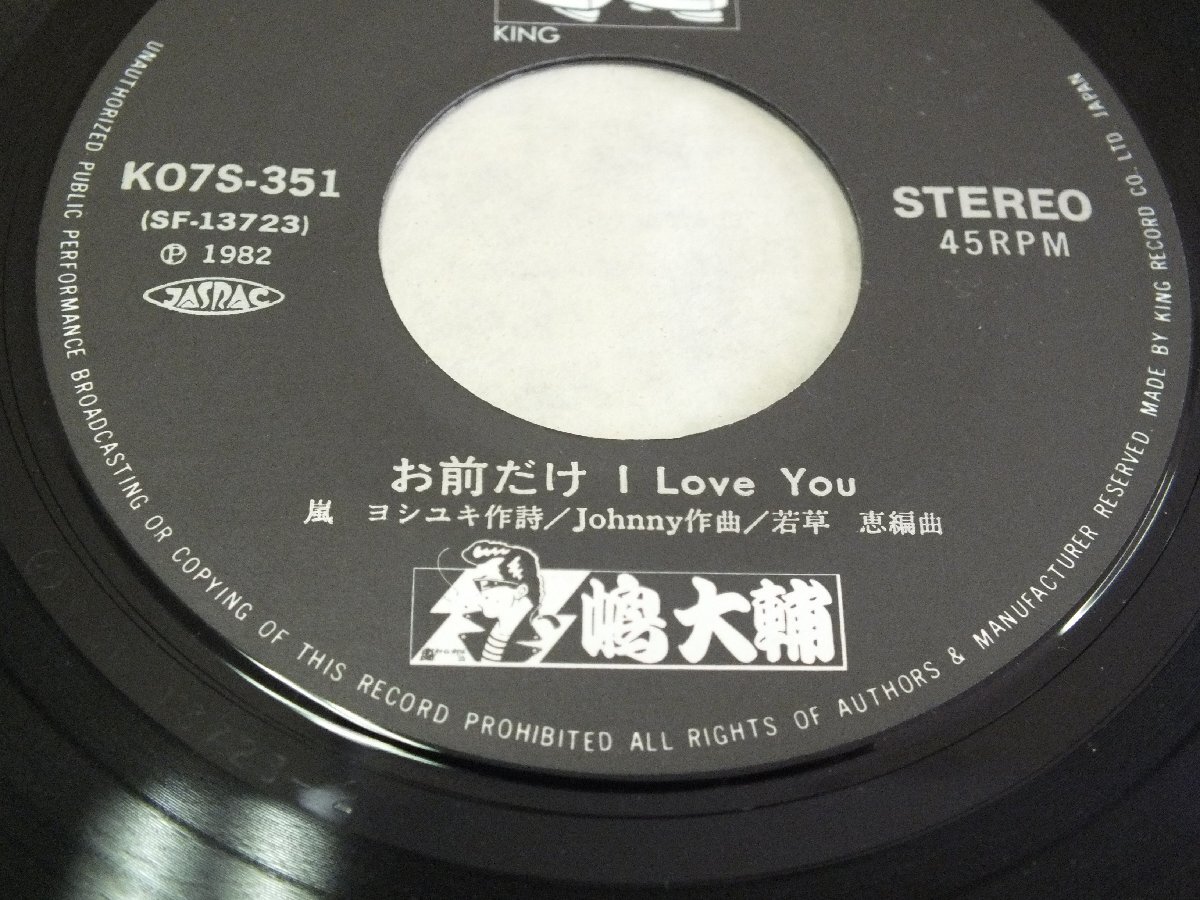 KING
K07S-351
(SF-13723)
Ⓟ 1982
JASRAC
STEREO
45RPM
お前だけ I Love You
嵐 ヨシユキ作詩/Johnny作曲/若草 恵編曲
嶋大輔
UNAUTHORIZED PUBLIC PERFORMANCE BROADCASTING OR COPYING OF THIS RECORD PROHIBITED ALL RIGHTS OF AUTHORS & MANUFACTURER RESERVED. MADE BY KING RECORD CO. LTD JAPAN